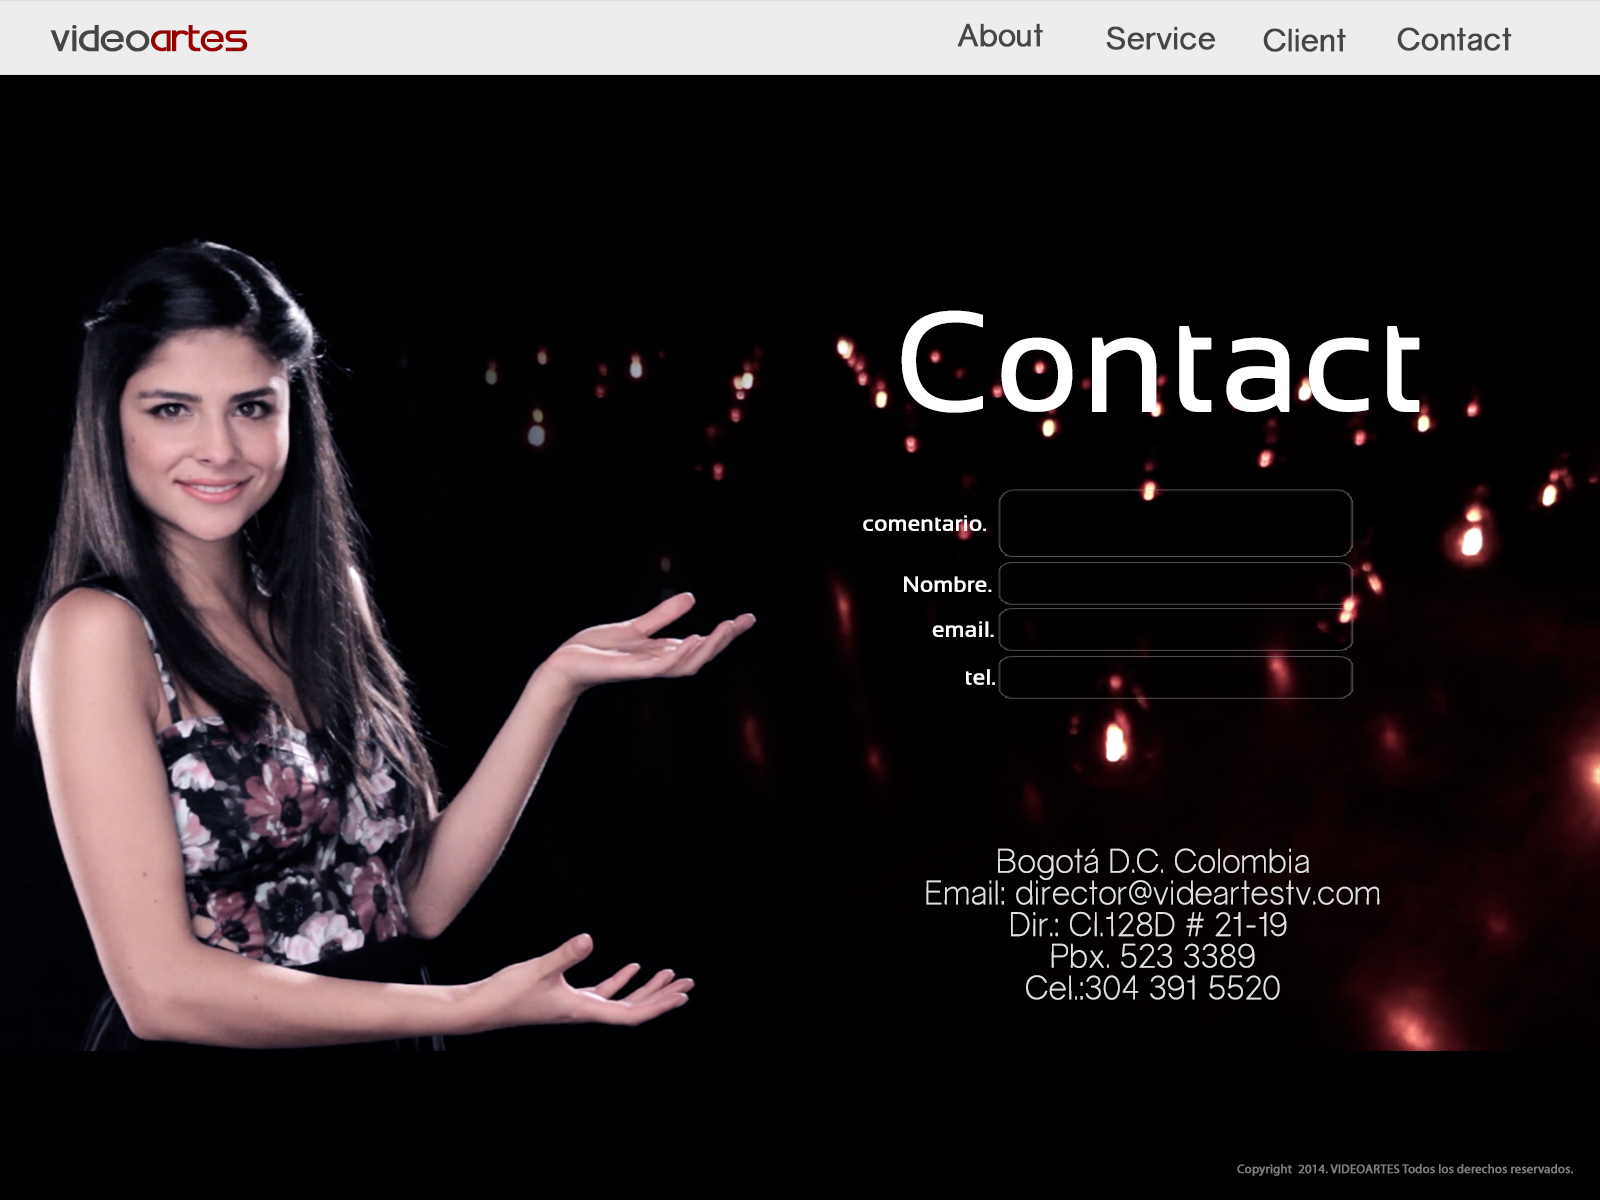 videoartes
About Service Client Contact
Contact
comentario.
Nombre.
email.
tel.
Bogotá D.C. Colombia
Email: director@videartestv.com
Dir.: Cl.128D # 21-19
Pbx. 523 3389
Cel.:304 391 5520
Copyright 2014. VIDEOARTES Todos los derechos reservados.